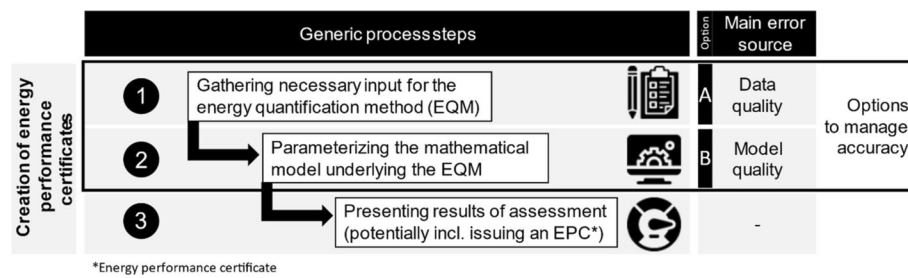 Generic process steps
Option
Main error
source
Creation of energy
performance
certificates
1
Gathering necessary input for the
energy quantification method (EQM)
A
Data
quality
Options
to manage
accuracy
2
Parameterizing the mathematical
model underlying the EQM
B
Model
quality
3
Presenting results of assessment
(potentially incl. issuing an EPC*)
-
*Energy performance certificate